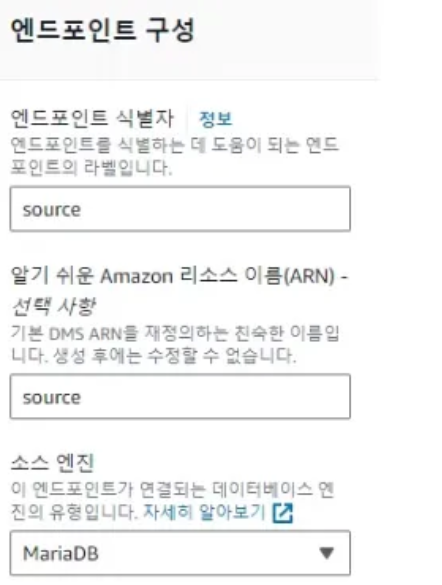 엔드포인트 구성
엔드포인트 식별자 정보
엔드포인트를 식별하는 데 도움이 되는 엔드
포인트의 라벨입니다.
source
알기 쉬운 Amazon 리소스 이름(ARN) -
선택 사항
기본 DMS ARN을 재정의하는 친숙한 이름입
니다. 생성 후에는 수정할 수 없습니다.
source
소스 엔진
이 엔드포인트가 연결되는 데이터베이스 엔
진의 유형입니다. 자세히 알아보기
MariaDB